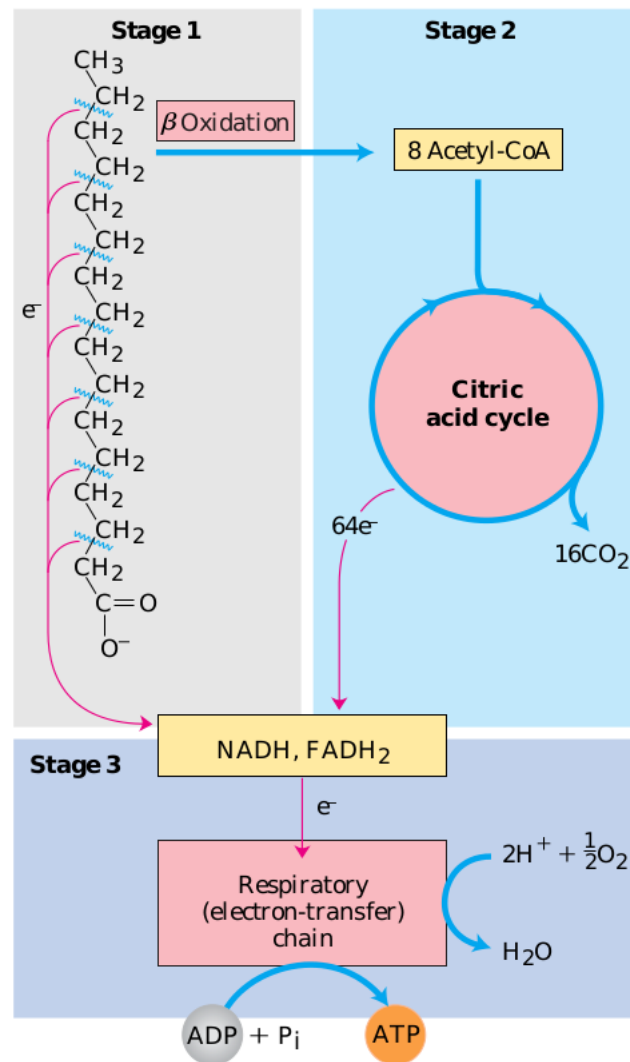 Stage 1
CH₃
CH₂
CH₂
CH₂
CH₂
CH₂
CH₂
CH₂
CH₂
CH₂
CH₂
CH₂
CH₂
CH₂
CH₂
C=O
O⁻
e⁻
β Oxidation
Stage 2
8 Acetyl-CoA
Citric
acid cycle
64e⁻
16CO₂
Stage 3
NADH, FADH₂
e⁻
Respiratory
(electron-transfer)
chain
2H⁺ + ½O₂
H₂O
ADP + Pᵢ
ATP